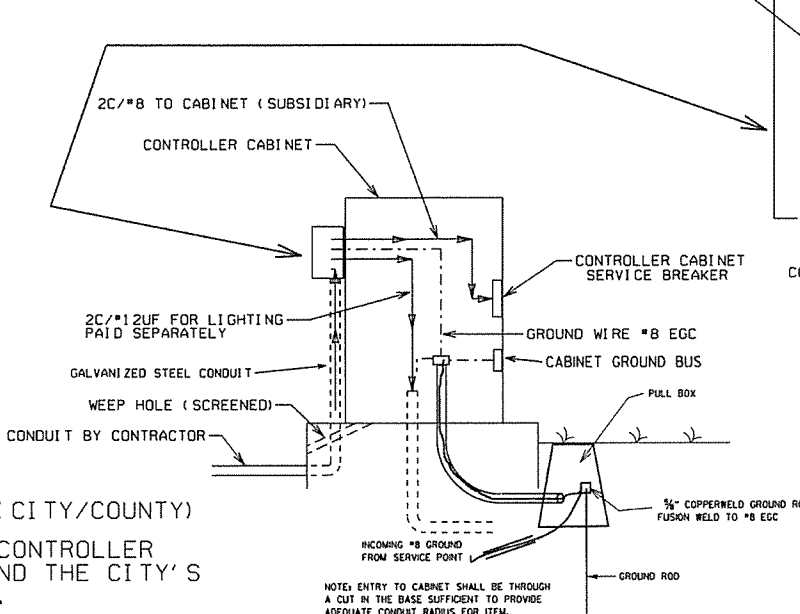 2C/#8 TO CABINET (SUBSIDIARY)
CONTROLLER CABINET
CONTROLLER CABINET
SERVICE BREAKER
2C/#12UF FOR LIGHTING
PAID SEPARATELY
GROUND WIRE #8 EGC
CABINET GROUND BUS
GALVANIZED STEEL CONDUIT
PULL BOX
WEEP HOLE (SCREENED)
CONDUIT BY CONTRACTOR
CITY/COUNTY)
CONTROLLER
THE CITY'S
5/8" COPPERWELD GROUND
FUSION WELD TO #8 EGC
INCOMING #8 GROUND
FROM SERVICE POINT
GROUND ROD
NOTE: ENTRY TO CABINET SHALL BE THROUGH
A CUT IN THE BASE SUFFICIENT TO PROVIDE
ADEQUATE CONDUIT RADIUS FOR ITEM.